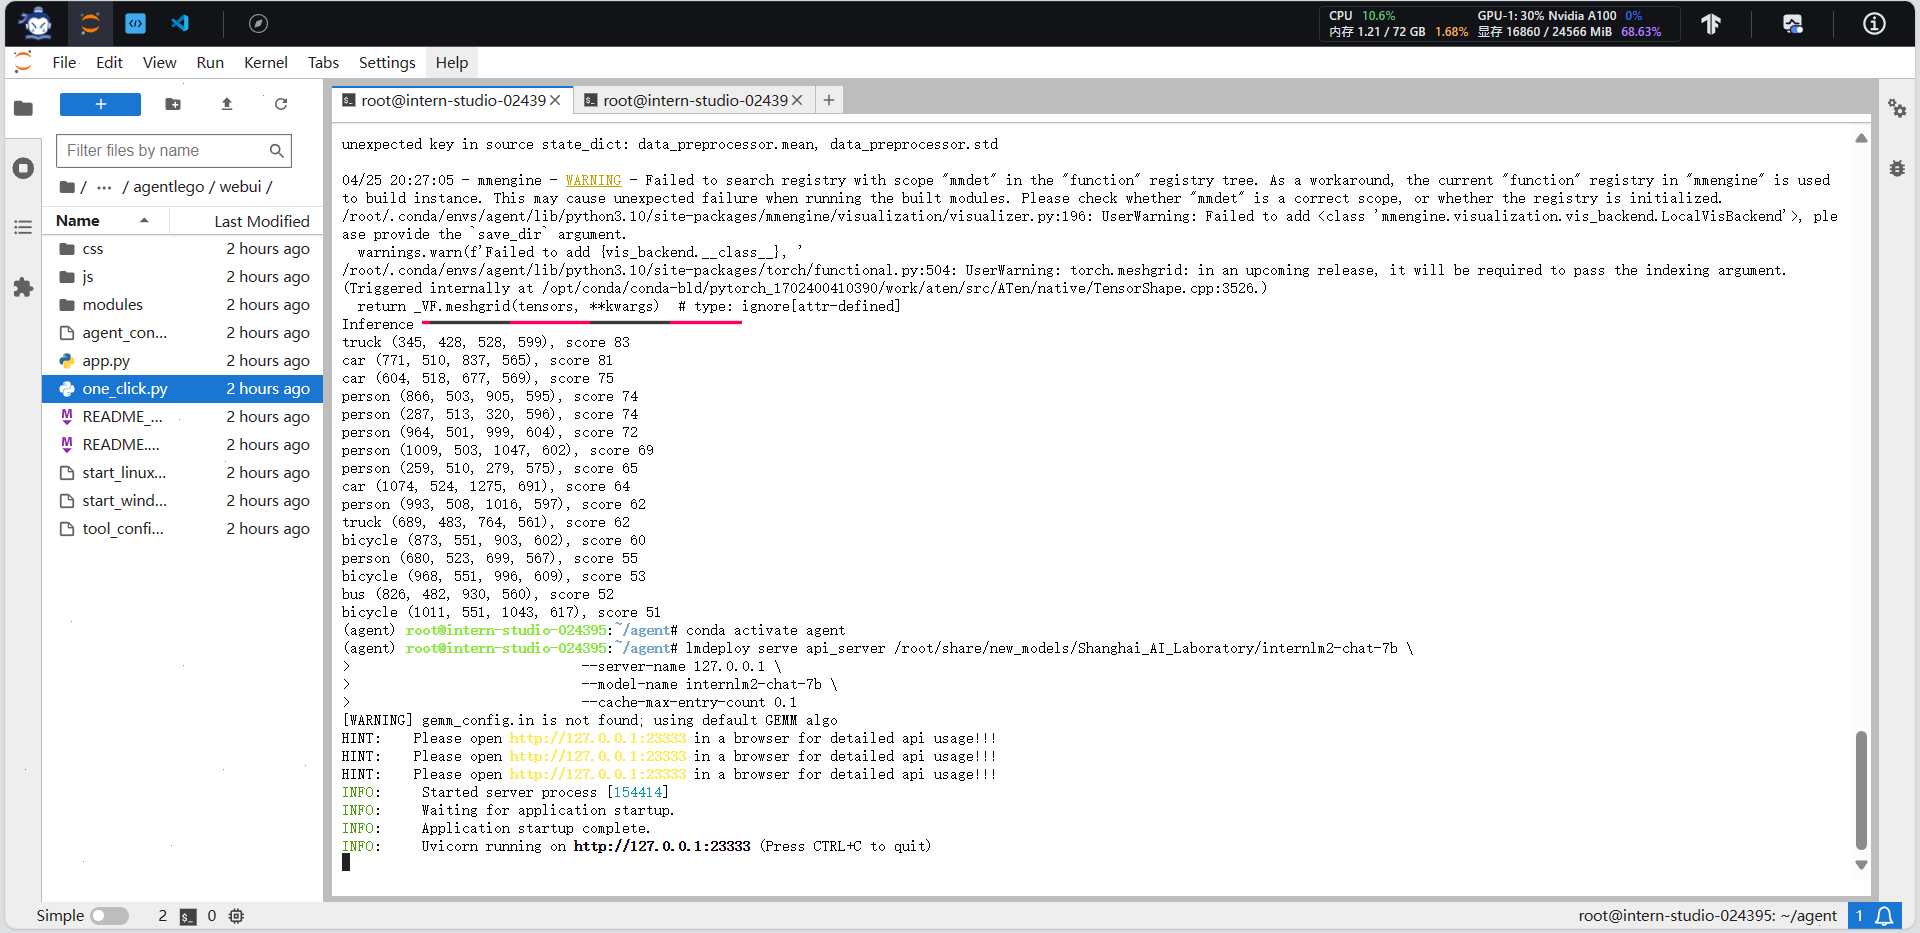 CPU 10.6% GPU-1: 30% Nvidia A100 0%
内存 1.21 / 72 GB 1.68% 显存 16860 / 24566 MiB 68.63%
File Edit View Run Kernel Tabs Settings Help
root@intern-studio-02439 root@intern-studio-02439
Filter files by name
/ ··· / agentlego / webui /
Name Last Modified
css 2 hours ago
js 2 hours ago
modules 2 hours ago
agent_con... 2 hours ago
app.py 2 hours ago
one_click.py 2 hours ago
README_... 2 hours ago
README.... 2 hours ago
start_linux... 2 hours ago
start_wind... 2 hours ago
tool_confi... 2 hours ago
unexpected key in source state_dict: data_preprocessor.mean, data_preprocessor.std
04/25 20:27:05 - mmengine - WARNING - Failed to search registry with scope "mmdet" in the "function" registry tree. As a workaround, the current "function" registry in "mmengine" is used
to build instance. This may cause unexpected failure when running the built modules. Please check whether "mmdet" is a correct scope, or whether the registry is initialized.
/root/.conda/envs/agent/lib/python3.10/site-packages/mmengine/visualization/visualizer.py:196: UserWarning: Failed to add <class 'mmengine.visualization.vis_backend.LocalVisBackend'>, ple
ase provide the `save_dir` argument.
warnings.warn(f'Failed to add {vis_backend.__class__}, '
/root/.conda/envs/agent/lib/python3.10/site-packages/torch/functional.py:504: UserWarning: torch.meshgrid: in an upcoming release, it will be required to pass the indexing argument.
(Triggered internally at /opt/conda/conda-bld/pytorch_1702400410390/work/aten/src/ATen/native/TensorShape.cpp:3526.)
return _VF.meshgrid(tensors, **kwargs)  # type: ignore[attr-defined]
Inference
truck (345, 428, 528, 599), score 83
car (771, 510, 837, 565), score 81
car (604, 518, 677, 569), score 75
person (866, 503, 905, 595), score 74
person (287, 513, 320, 596), score 74
person (964, 501, 999, 604), score 72
person (1009, 503, 1047, 602), score 69
person (259, 510, 279, 575), score 65
car (1074, 524, 1275, 691), score 64
person (993, 508, 1016, 597), score 62
truck (689, 483, 764, 561), score 62
bicycle (873, 551, 903, 602), score 60
person (680, 523, 699, 567), score 55
bicycle (968, 551, 996, 609), score 53
bus (826, 482, 930, 560), score 52
bicycle (1011, 551, 1043, 617), score 51
(agent) root@intern-studio-024395:~/agent# conda activate agent
(agent) root@intern-studio-024395:~/agent# lmdeploy serve api_server /root/share/new_models/Shanghai_AI_Laboratory/internlm2-chat-7b \
> --server-name 127.0.0.1 \
> --model-name internlm2-chat-7b \
> --cache-max-entry-count 0.1
[WARNING] gemm_config.in is not found; using default GEMM algo
HINT: Please open http://127.0.0.1:23333 in a browser for detailed api usage!!!
HINT: Please open http://127.0.0.1:23333 in a browser for detailed api usage!!!
HINT: Please open http://127.0.0.1:23333 in a browser for detailed api usage!!!
INFO: Started server process [154414]
INFO: Waiting for application startup.
INFO: Application startup complete.
INFO: Uvicorn running on http://127.0.0.1:23333 (Press CTRL+C to quit)
Simple 2 0 root@intern-studio-024395: ~/agent 1